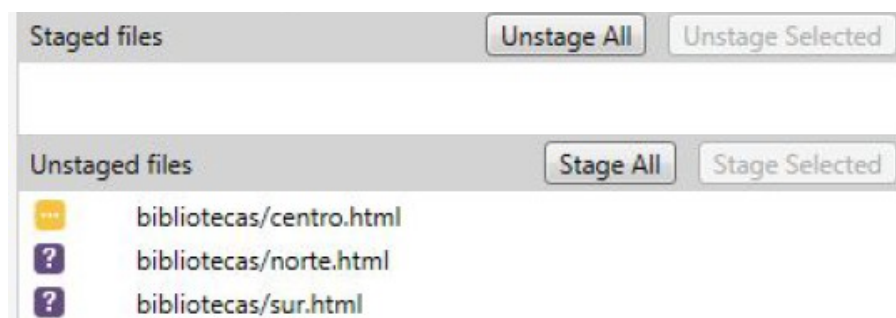 Staged files Unstage All Unstage Selected
Unstaged files Stage All Stage Selected
... bibliotecas/centro.html
? bibliotecas/norte.html
? bibliotecas/sur.html